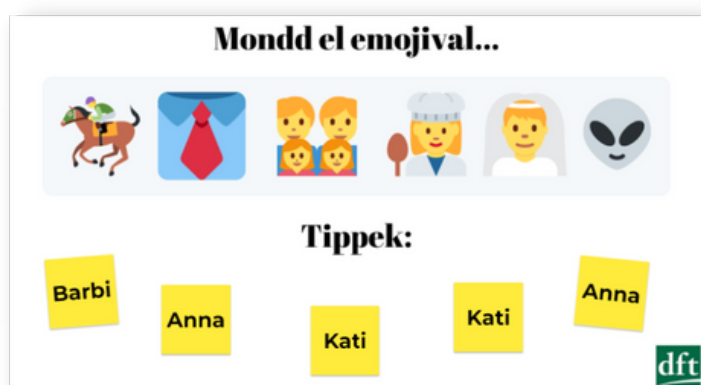 Mondd el emojival...
Tippek:
Barbi
Anna
Kati
Kati
Anna
dft